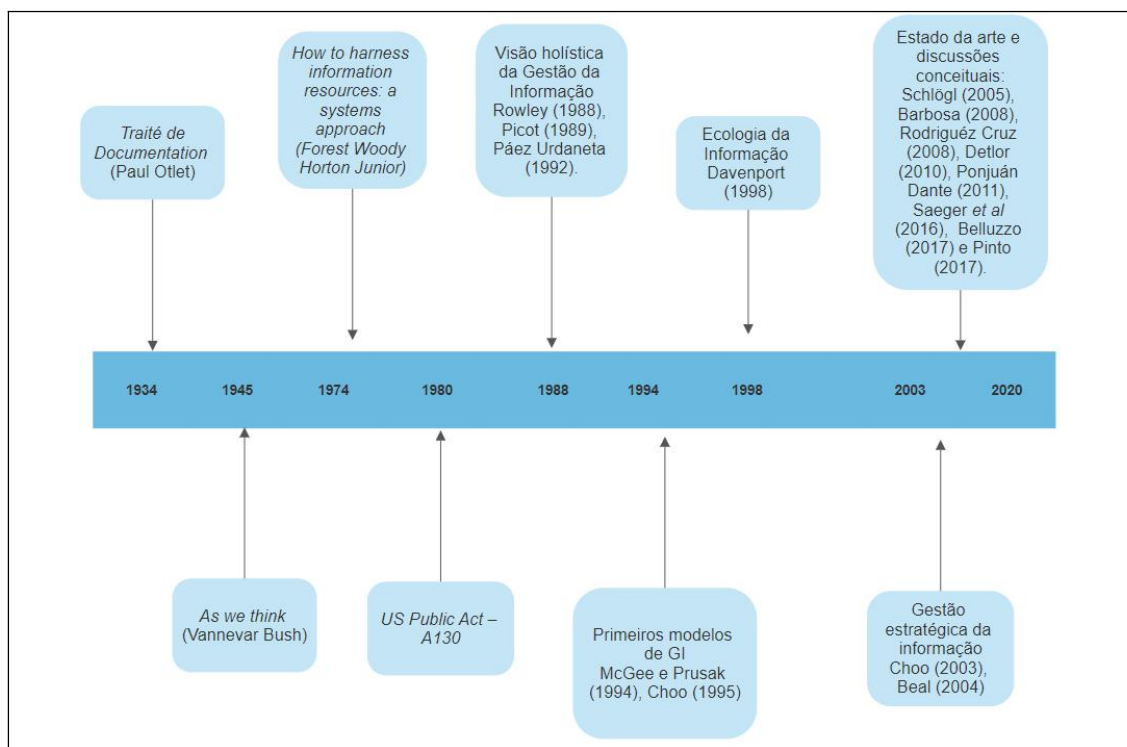 Traité de
Documentation
(Paul Otlet)
How to harness
information
resources: a
systems
approach
(Forest Woody
Horton Junior)
Visão holística
da Gestão da
Informação
Rowley (1988),
Picot (1989),
Páez Urdaneta
(1992).
Ecologia da
Informação
Davenport
(1998)
Estado da arte e
discussões
conceituais:
Schlögl (2005),
Barbosa (2008),
Rodriguéz Cruz
(2008), Detlor
(2010), Ponjuán
Dante (2011),
Saeger et al
(2016), Belluzzo
(2017) e Pinto
(2017).
1934 1945 1974 1980 1988 1994 1998 2003 2020
As we think
(Vannevar Bush)
US Public Act –
A130
Primeiros modelos
de GI
McGee e Prusak
(1994), Choo (1995)
Gestão
estratégica da
informação
Choo (2003),
Beal (2004)